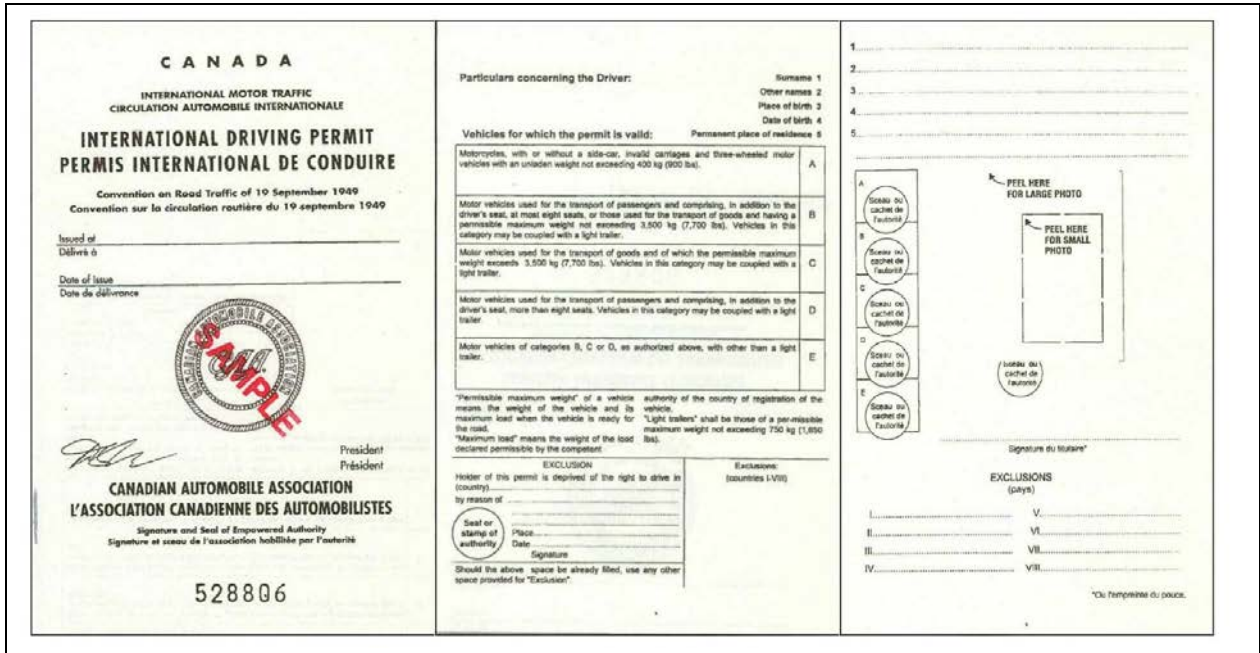 CANADA
INTERNATIONAL MOTOR TRAFFIC
CIRCULATION AUTOMOBILE INTERNATIONALE
INTERNATIONAL DRIVING PERMIT
PERMIS INTERNATIONAL DE CONDUIRE
Convention on Road Traffic of 19 September 1949
Convention sur la circulation routière du 19 septembre 1949
Issued at
Délivré à
Date of Issue
Date de délivrance
CANADIAN AUTOMOBILE ASSOCIATION
CAA
SAMPLE
President
Président
CANADIAN AUTOMOBILE ASSOCIATION
L'ASSOCIATION CANADIENNE DES AUTOMOBILISTES
Signature and Seal of Empowered Authority
Signature et sceau de l'association habilitée par l'autorité
528806
Particulars concerning the Driver:
Surname 1
Other names 2
Place of birth 3
Date of birth 4
Vehicles for which the permit is valid: Permanent place of residence 5
Motorcycles, with or without a side-car, invalid carriages and three-wheeled motor
vehicles with an unladen weight not exceeding 400 kg (900 lbs).
A
Motor vehicles used for the transport of passengers and comprising, in addition to the
driver's seat, at most eight seats, or those used for the transport of goods and having a
permissible maximum weight not exceeding 3,500 kg (7,700 lbs). Vehicles in this
category may be coupled with a light trailer.
B
Motor vehicles used for the transport of goods and of which the permissible maximum
weight exceeds 3,500 kg (7,700 lbs). Vehicles in this category may be coupled with a
light trailer.
C
Motor vehicles used for the transport of passengers and comprising, in addition to the
driver's seat, more than eight seats. Vehicles in this category may be coupled with a light
trailer.
D
Motor vehicles of categories B, C or D, as authorized above, with other than a light
trailer.
E
"Permissible maximum weight" of a vehicle
means the weight of the vehicle and its
maximum load when the vehicle is ready for
the road.
"Maximum load" means the weight of the load
declared permissible by the competent
authority of the country of registration of the
vehicle.
"Light trailers" shall be those of a per-missible
maximum weight not exceeding 750 kg (1,650
lbs).
EXCLUSION
Holder of this permit is deprived of the right to drive in
(country)
by reason of
Seal or
stamp of
authority
Place
Date
Signature
Should the above space be already filled, use any other
space provided for "Exclusion".
Exclusions:
(countries I-VIII)
1
2
3
4
5
A
Sceau ou
cachet de
l'autorité
B
Sceau ou
cachet de
l'autorité
C
Sceau ou
cachet de
l'autorité
D
Sceau ou
cachet de
l'autorité
E
Sceau ou
cachet de
l'autorité
PEEL HERE
FOR LARGE PHOTO
PEEL HERE
FOR SMALL
PHOTO
Sceau ou
cachet de
l'autorité
Signature du titulaire*
EXCLUSIONS
(pays)
I. V.
II. VI.
III. VII.
IV. VIII.
*Ou l'empreinte du pouce.